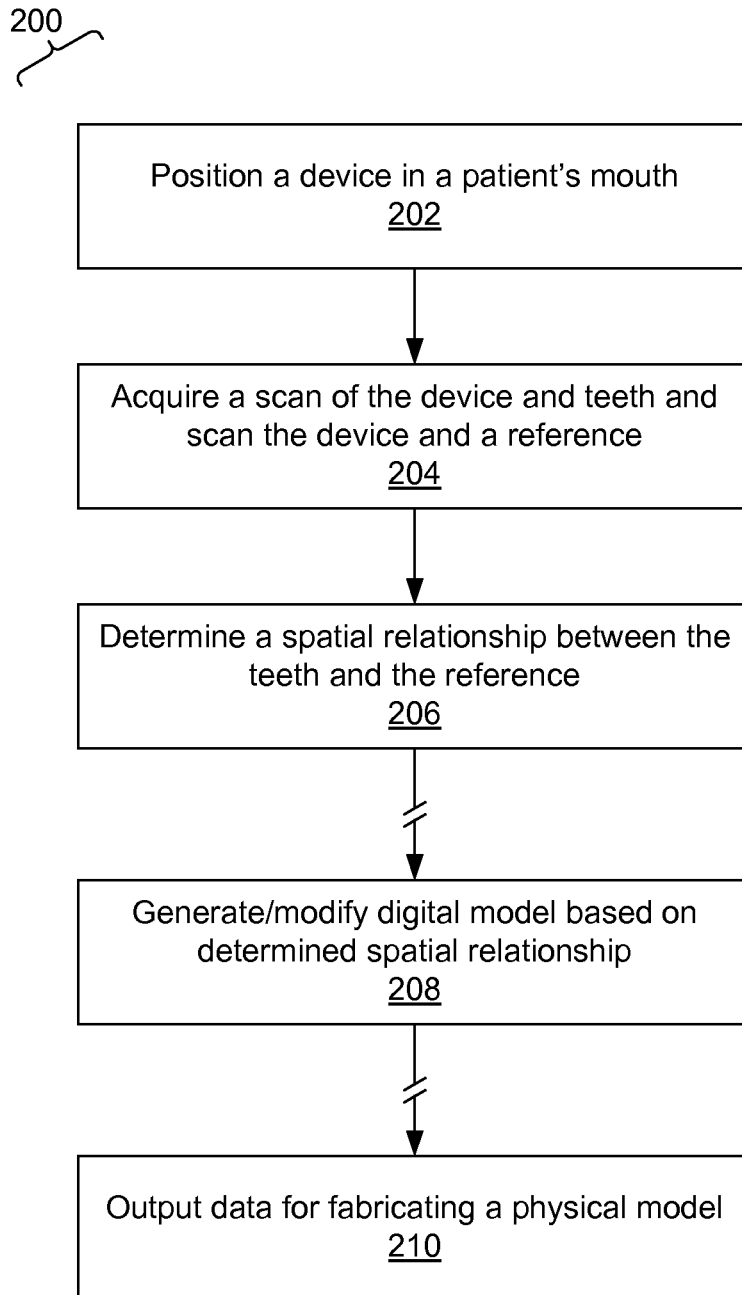 200
Position a device in a patient's mouth
202
Acquire a scan of the device and teeth and
scan the device and a reference
204
Determine a spatial relationship between the
teeth and the reference
206
Generate/modify digital model based on
determined spatial relationship
208
Output data for fabricating a physical model
210